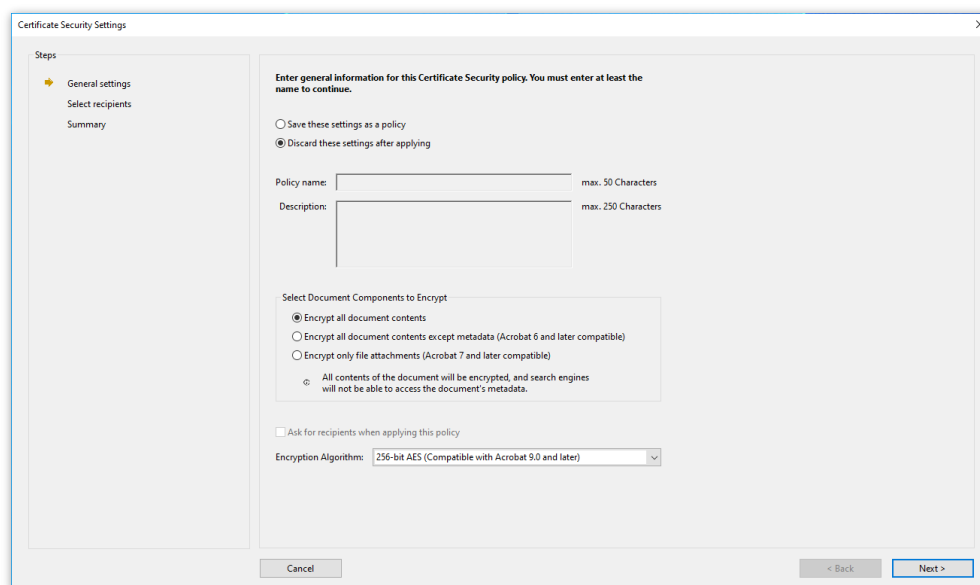 Certificate Security Settings
Steps
General settings
Select recipients
Summary
Enter general information for this Certificate Security policy. You must enter at least the
name to continue.
Save these settings as a policy
Discard these settings after applying
Policy name:
max. 50 Characters
Description:
max. 250 Characters
Select Document Components to Encrypt
Encrypt all document contents
Encrypt all document contents except metadata (Acrobat 6 and later compatible)
Encrypt only file attachments (Acrobat 7 and later compatible)
All contents of the document will be encrypted, and search engines
will not be able to access the document's metadata.
Ask for recipients when applying this policy
Encryption Algorithm:
256-bit AES (Compatible with Acrobat 9.0 and later)
Cancel
< Back
Next >